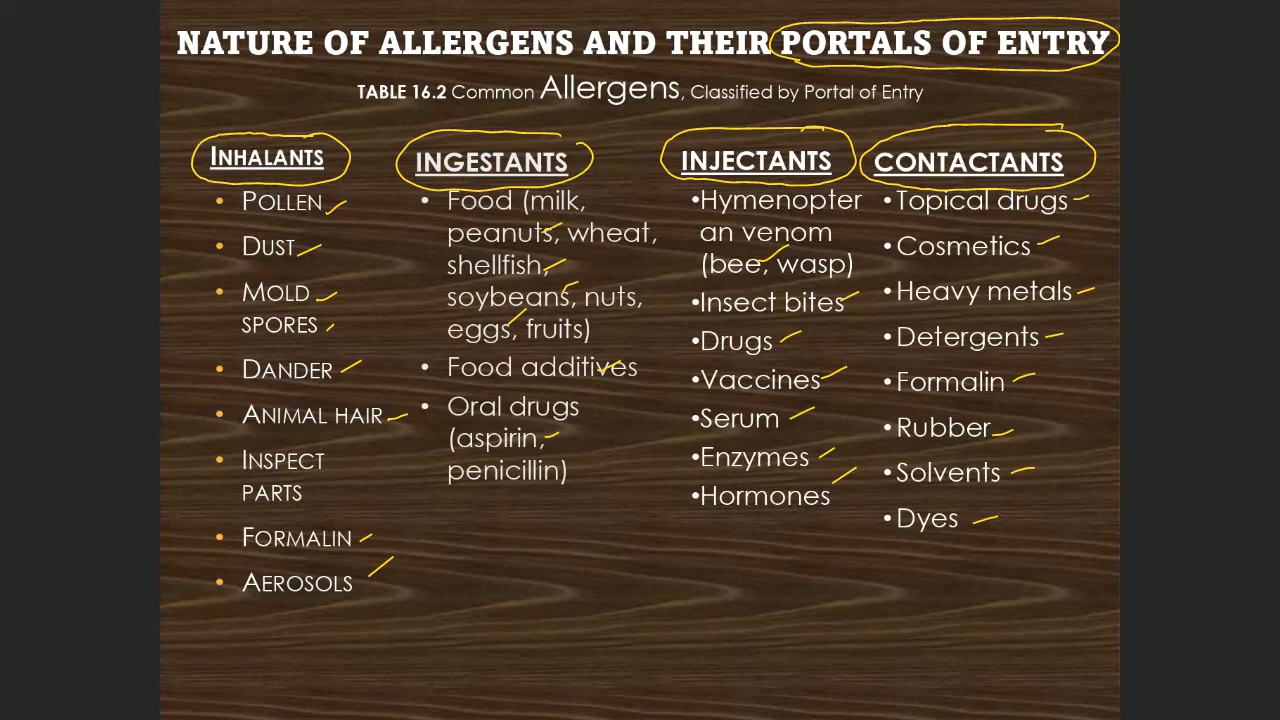 NATURE OF ALLERGENS AND THEIR PORTALS OF ENTRY
TABLE 16.2 Common Allergens, Classified by Portal of Entry
INHALANTS
• POLLEN
• DUST
• MOLD
SPORES
• DANDER
• ANIMAL HAIR
• INSPECT
PARTS
• FORMALIN
• AEROSOLS
INGESTANTS
• Food (milk,
peanuts, wheat,
shellfish,
soybeans, nuts,
eggs, fruits)
• Food additives
• Oral drugs
(aspirin,
penicillin)
INJECTANTS
•Hymenopter
an venom
(bee, wasp)
•Insect bites
•Drugs
•Vaccines
•Serum
•Enzymes
•Hormones
CONTACTANTS
•Topical drugs
•Cosmetics
•Heavy metals
•Detergents
•Formalin
•Rubber
•Solvents
•Dyes